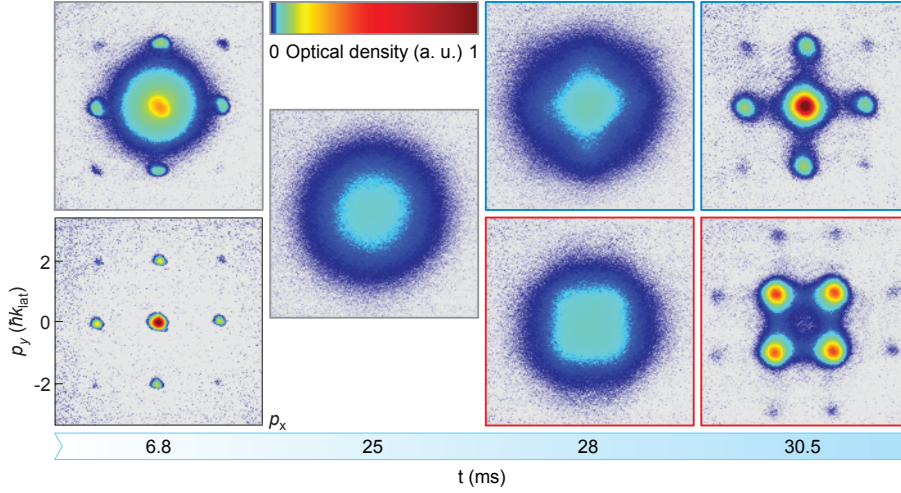 0 Optical density (a. u.) 1
p_y (ħk_lat)
2
0
-2
p_x
6.8 25 28 30.5
t (ms)